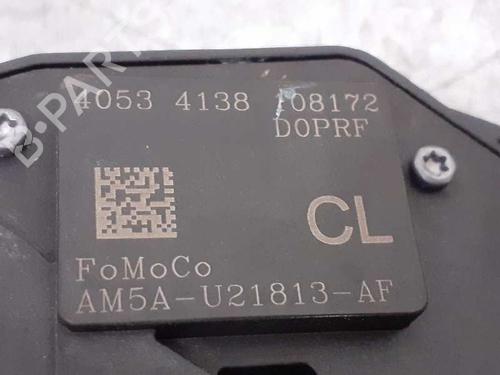 4053 4138 108172
D0PRF
CL
FoMoCo
AM5A-U21813-AF
B-PARTS